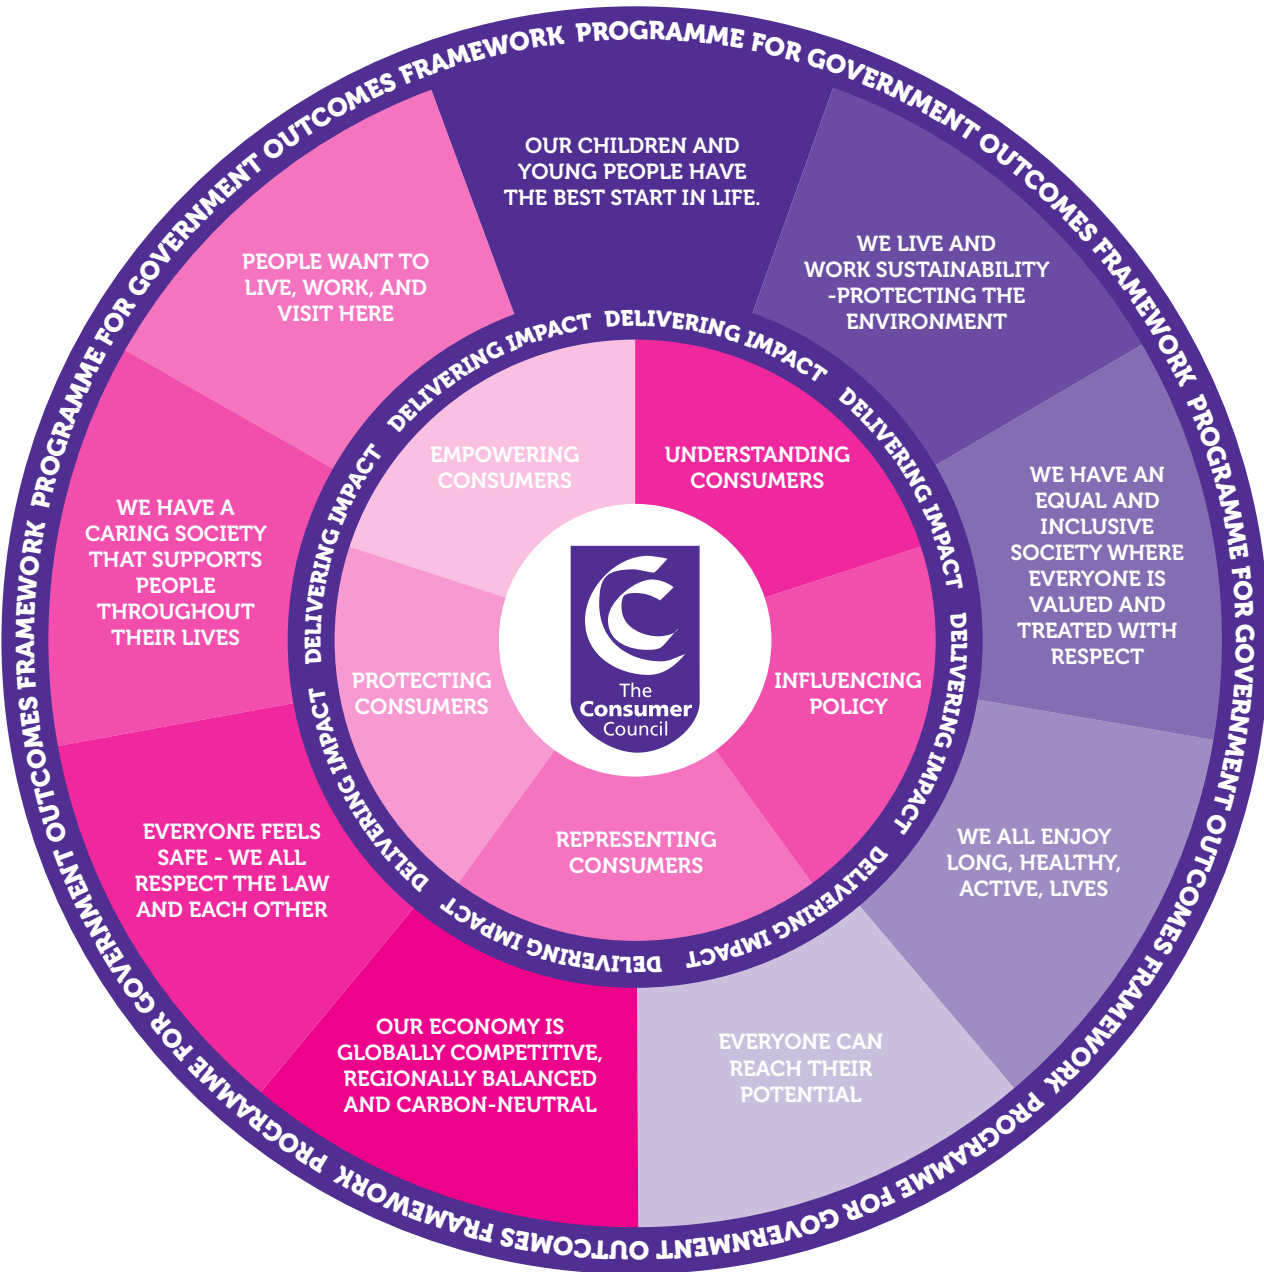 PROGRAMME FOR GOVERNMENT OUTCOMES FRAMEWORK
PROGRAMME FOR GOVERNMENT OUTCOMES FRAMEWORK
PROGRAMME FOR GOVERNMENT OUTCOMES FRAMEWORK
PROGRAMME FOR GOVERNMENT OUTCOMES FRAMEWORK
PROGRAMME FOR GOVERNMENT OUTCOMES FRAMEWORK
OUR CHILDREN AND
YOUNG PEOPLE HAVE
THE BEST START IN LIFE.
WE LIVE AND
WORK SUSTAINABILITY
-PROTECTING THE
ENVIRONMENT
WE HAVE AN
EQUAL AND
INCLUSIVE
SOCIETY WHERE
EVERYONE IS
VALUED AND
TREATED WITH
RESPECT
WE ALL ENJOY
LONG, HEALTHY,
ACTIVE, LIVES
EVERYONE CAN
REACH THEIR
POTENTIAL
OUR ECONOMY IS
GLOBALLY COMPETITIVE,
REGIONALLY BALANCED
AND CARBON-NEUTRAL
EVERYONE FEELS
SAFE - WE ALL
RESPECT THE LAW
AND EACH OTHER
WE HAVE A
CARING SOCIETY
THAT SUPPORTS
PEOPLE
THROUGHOUT
THEIR LIVES
PEOPLE WANT TO
LIVE, WORK, AND
VISIT HERE
DELIVERING IMPACT
DELIVERING IMPACT
DELIVERING IMPACT
DELIVERING IMPACT
DELIVERING IMPACT
DELIVERING IMPACT
DELIVERING IMPACT
DELIVERING IMPACT
UNDERSTANDING
CONSUMERS
INFLUENCING
POLICY
REPRESENTING
CONSUMERS
PROTECTING
CONSUMERS
EMPOWERING
CONSUMERS
The
Consumer
Council